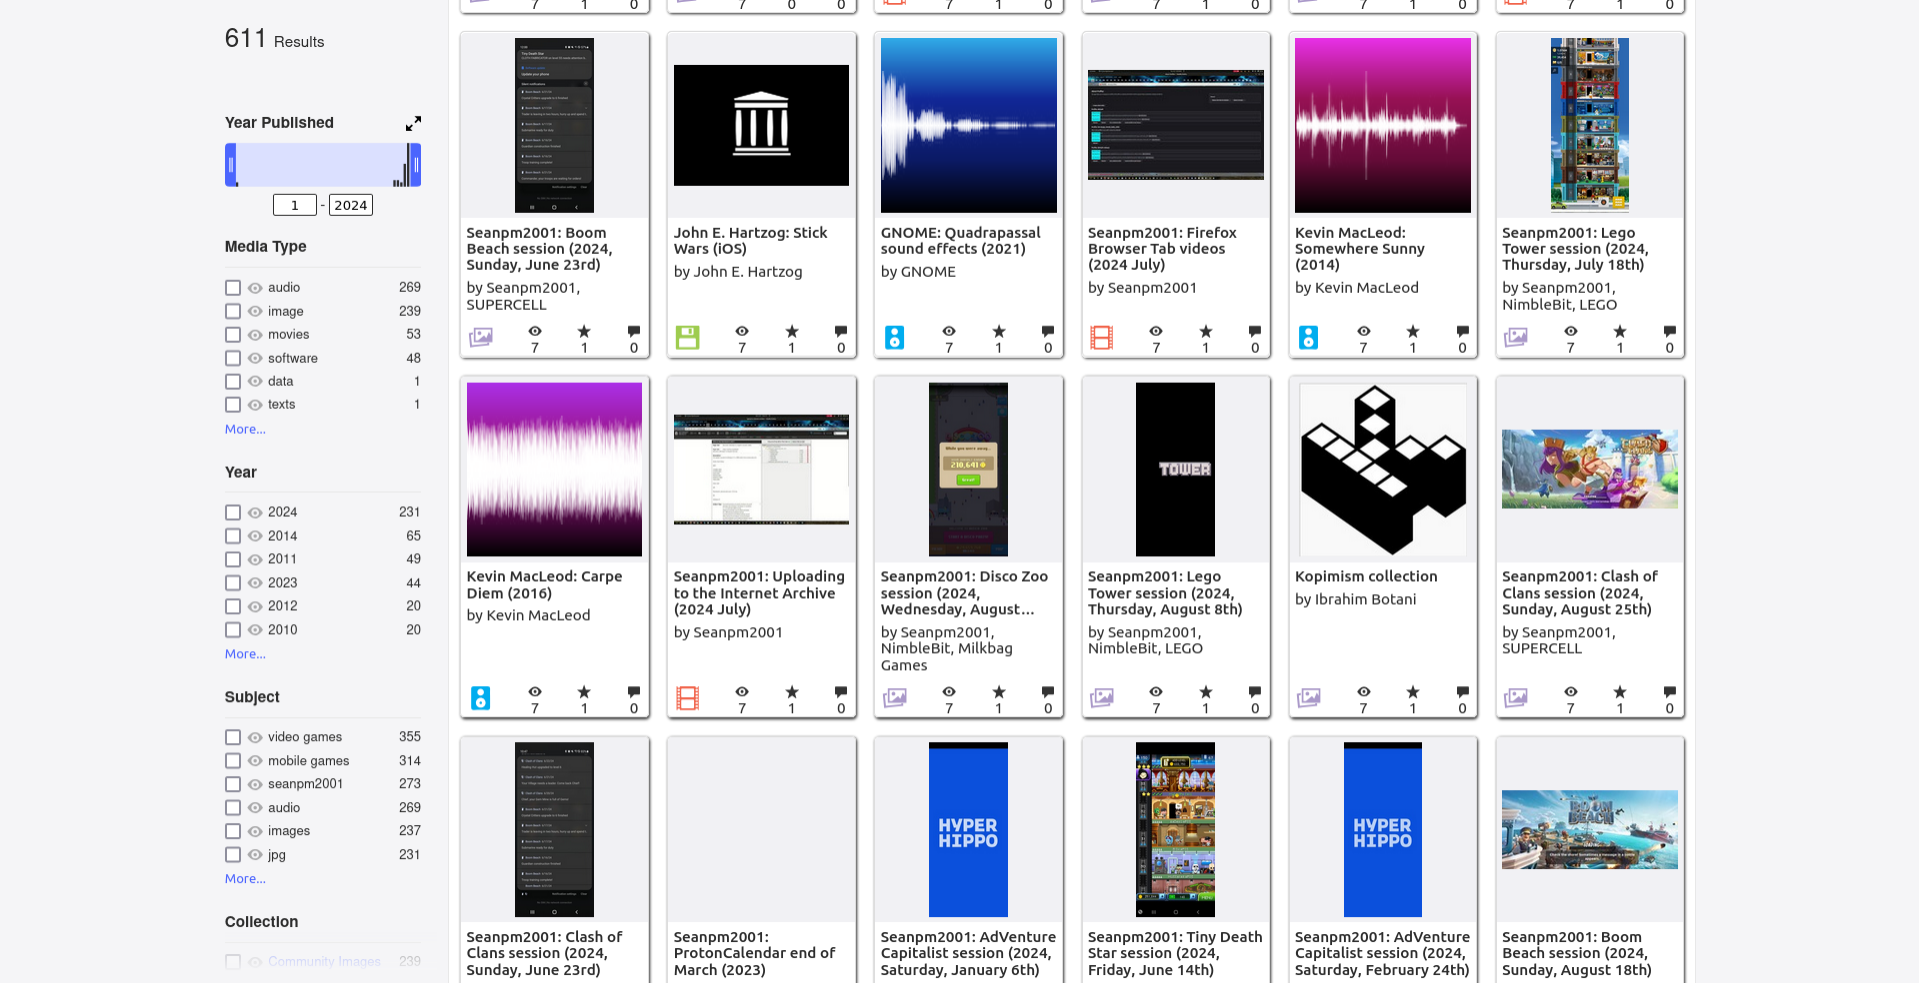 7 1 0
7 0 0
7 1 0
7 1 0
7 1 0
7 1 0
611 Results
Year Published
1 - 2024
Media Type
audio 269
image 239
movies 53
software 48
data 1
texts 1
More...
Year
2024 231
2014 65
2011 49
2023 44
2012 20
2010 20
More...
Subject
video games 355
mobile games 314
seanpm2001 273
audio 269
images 237
jpg 231
More...
Collection
Community Images 239
Seanpm2001: Boom
Beach session (2024,
Sunday, June 23rd)
by Seanpm2001,
SUPERCELL
7 1 0
John E. Hartzog: Stick
Wars (iOS)
by John E. Hartzog
7 1 0
GNOME: Quadrapassal
sound effects (2021)
by GNOME
7 1 0
Seanpm2001: Firefox
Browser Tab videos
(2024 July)
by Seanpm2001
7 1 0
Kevin MacLeod:
Somewhere Sunny
(2014)
by Kevin MacLeod
7 1 0
Seanpm2001: Lego
Tower session (2024,
Thursday, July 18th)
by Seanpm2001,
NimbleBit, LEGO
7 1 0
Kevin MacLeod: Carpe
Diem (2016)
by Kevin MacLeod
7 1 0
Seanpm2001: Uploading
to the Internet Archive
(2024 July)
by Seanpm2001
7 1 0
While you were away...
210,641
Seanpm2001: Disco Zoo
session (2024,
Wednesday, August...
by Seanpm2001,
NimbleBit, Milkbag
Games
7 1 0
TOWER
Seanpm2001: Lego
Tower session (2024,
Thursday, August 8th)
by Seanpm2001,
NimbleBit, LEGO
7 1 0
Kopimism collection
by Ibrahim Botani
7 1 0
Seanpm2001: Clash of
Clans session (2024,
Sunday, August 25th)
by Seanpm2001,
SUPERCELL
7 1 0
Seanpm2001: Clash of
Clans session (2024,
Sunday, June 23rd)
Seanpm2001:
ProtonCalendar end of
March (2023)
HYPER
HIPPO
Seanpm2001: AdVenture
Capitalist session (2024,
Saturday, January 6th)
Seanpm2001: Tiny Death
Star session (2024,
Friday, June 14th)
HYPER
HIPPO
Seanpm2001: AdVenture
Capitalist session (2024,
Saturday, February 24th)
BOOM
BEACH
Seanpm2001: Boom
Beach session (2024,
Sunday, August 18th)